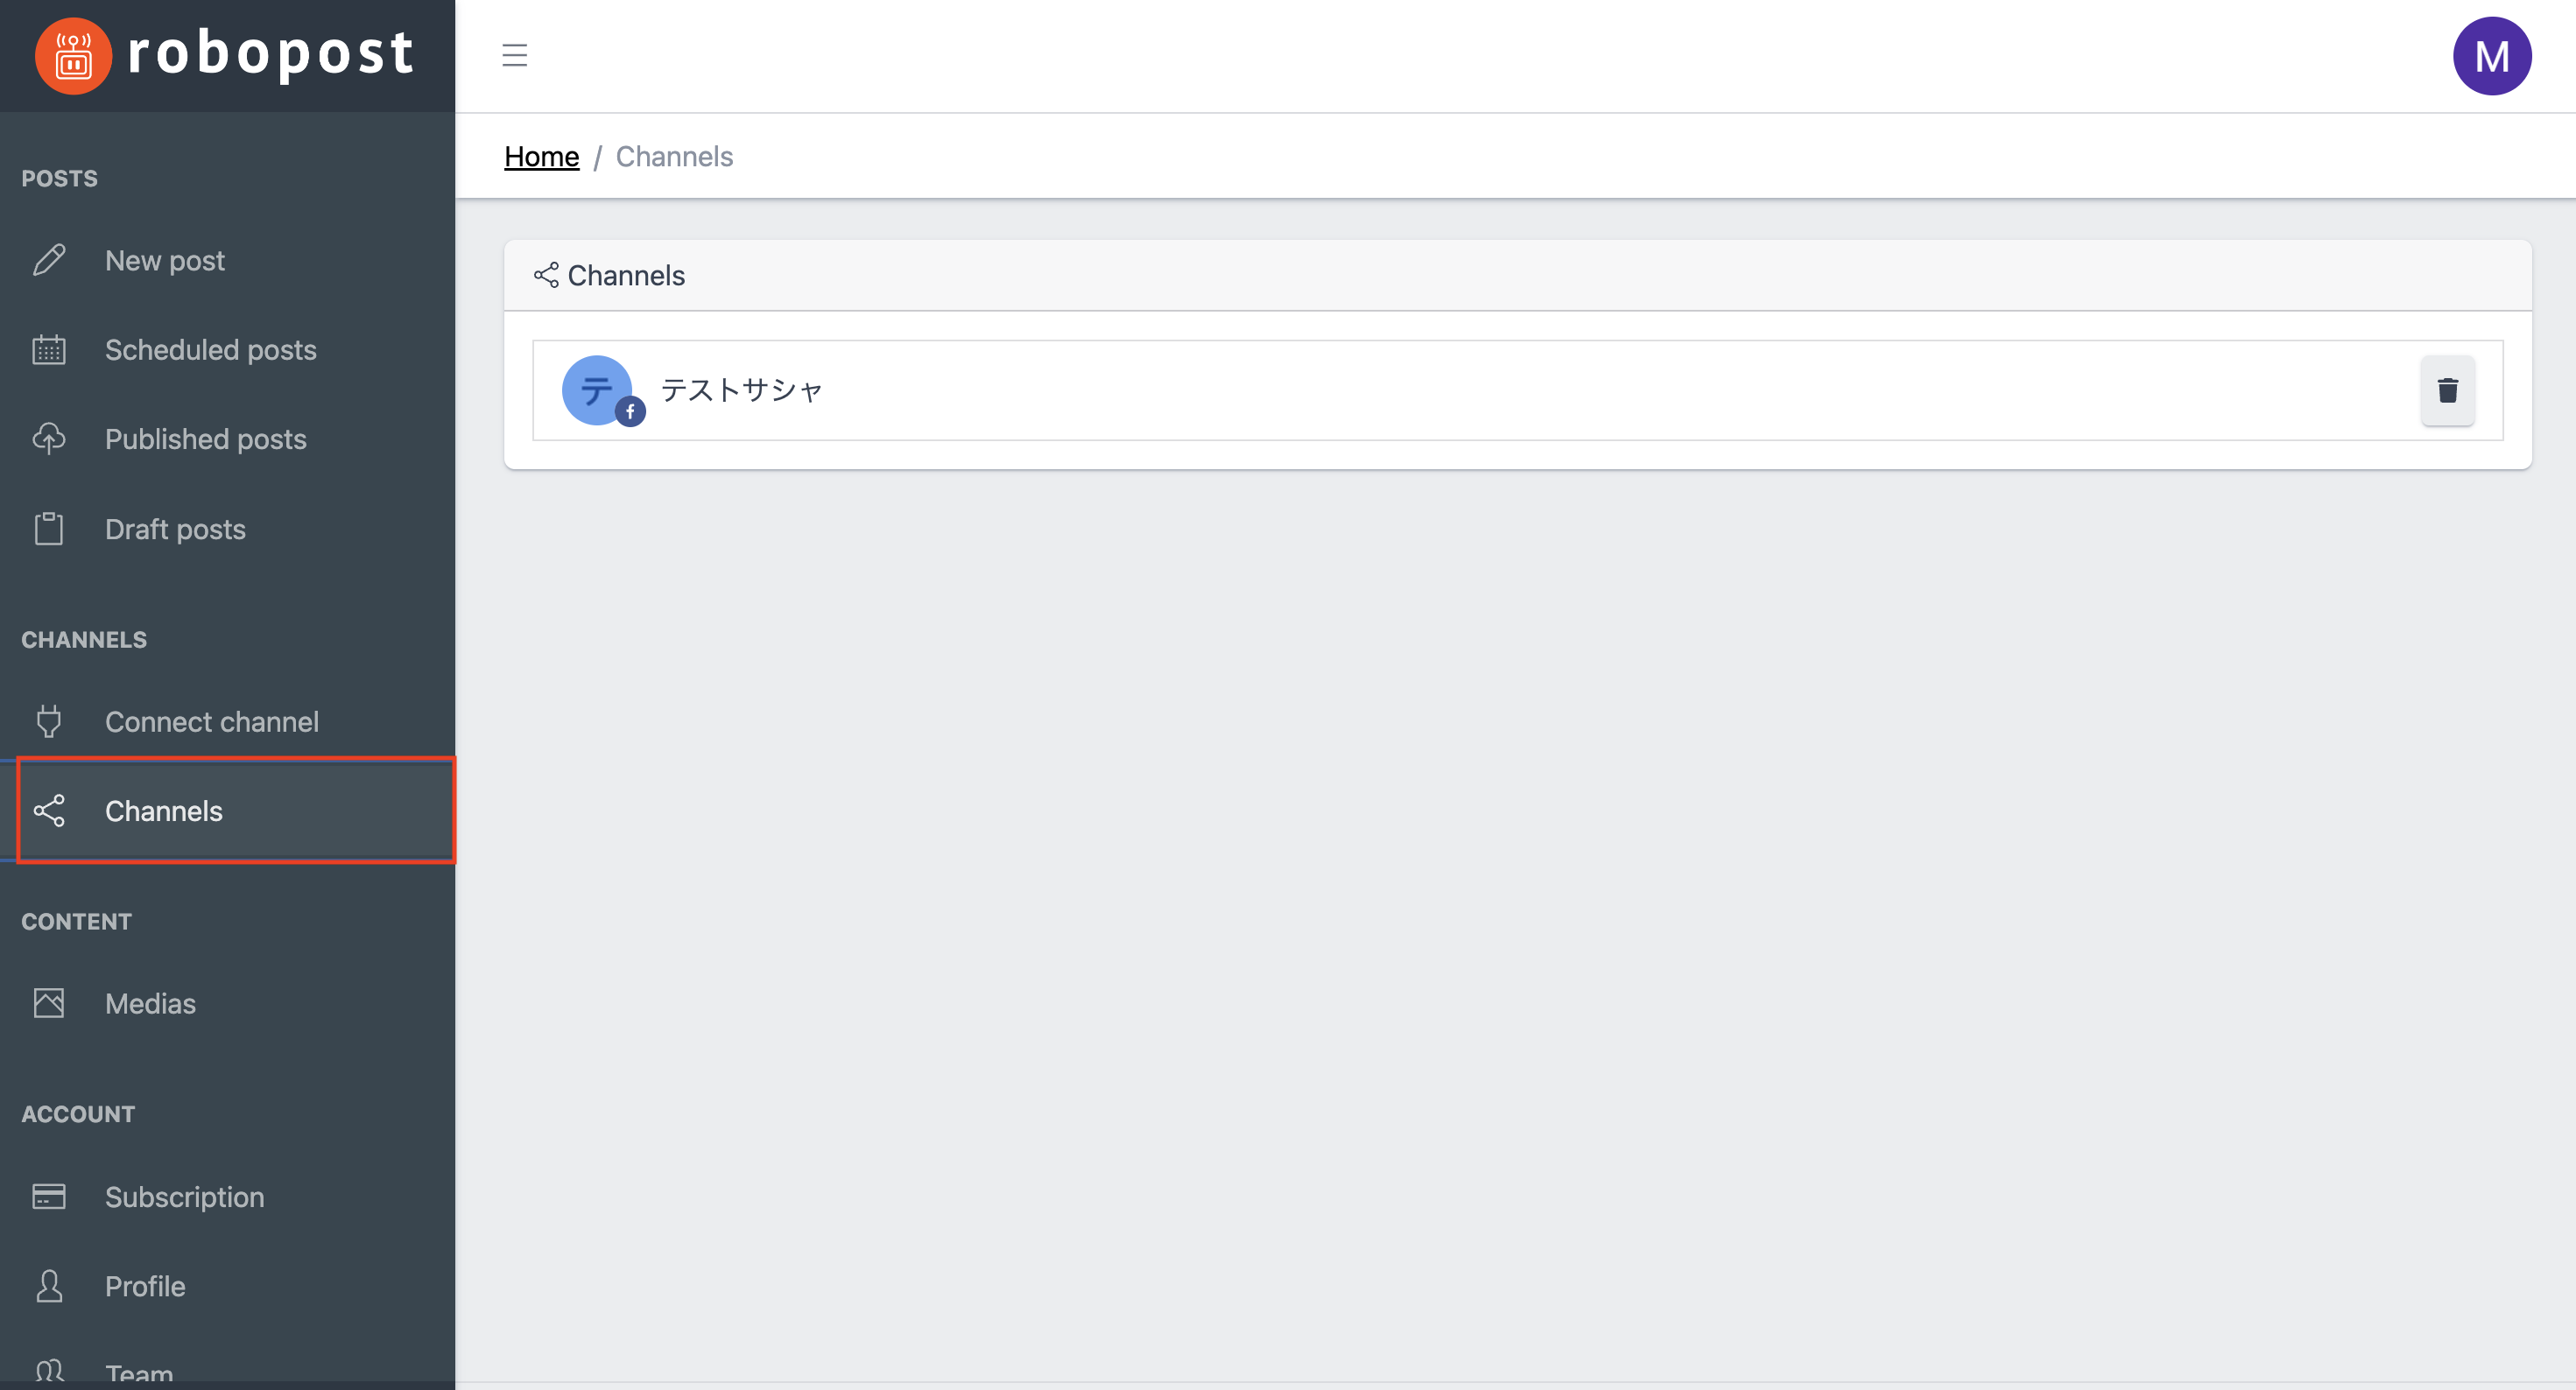 robopost
POSTS
New post
Scheduled posts
Published posts
Draft posts
CHANNELS
Connect channel
Channels
CONTENT
Medias
ACCOUNT
Subscription
Profile
Team
M
Home / Channels
Channels
テ
f
テストサシャ